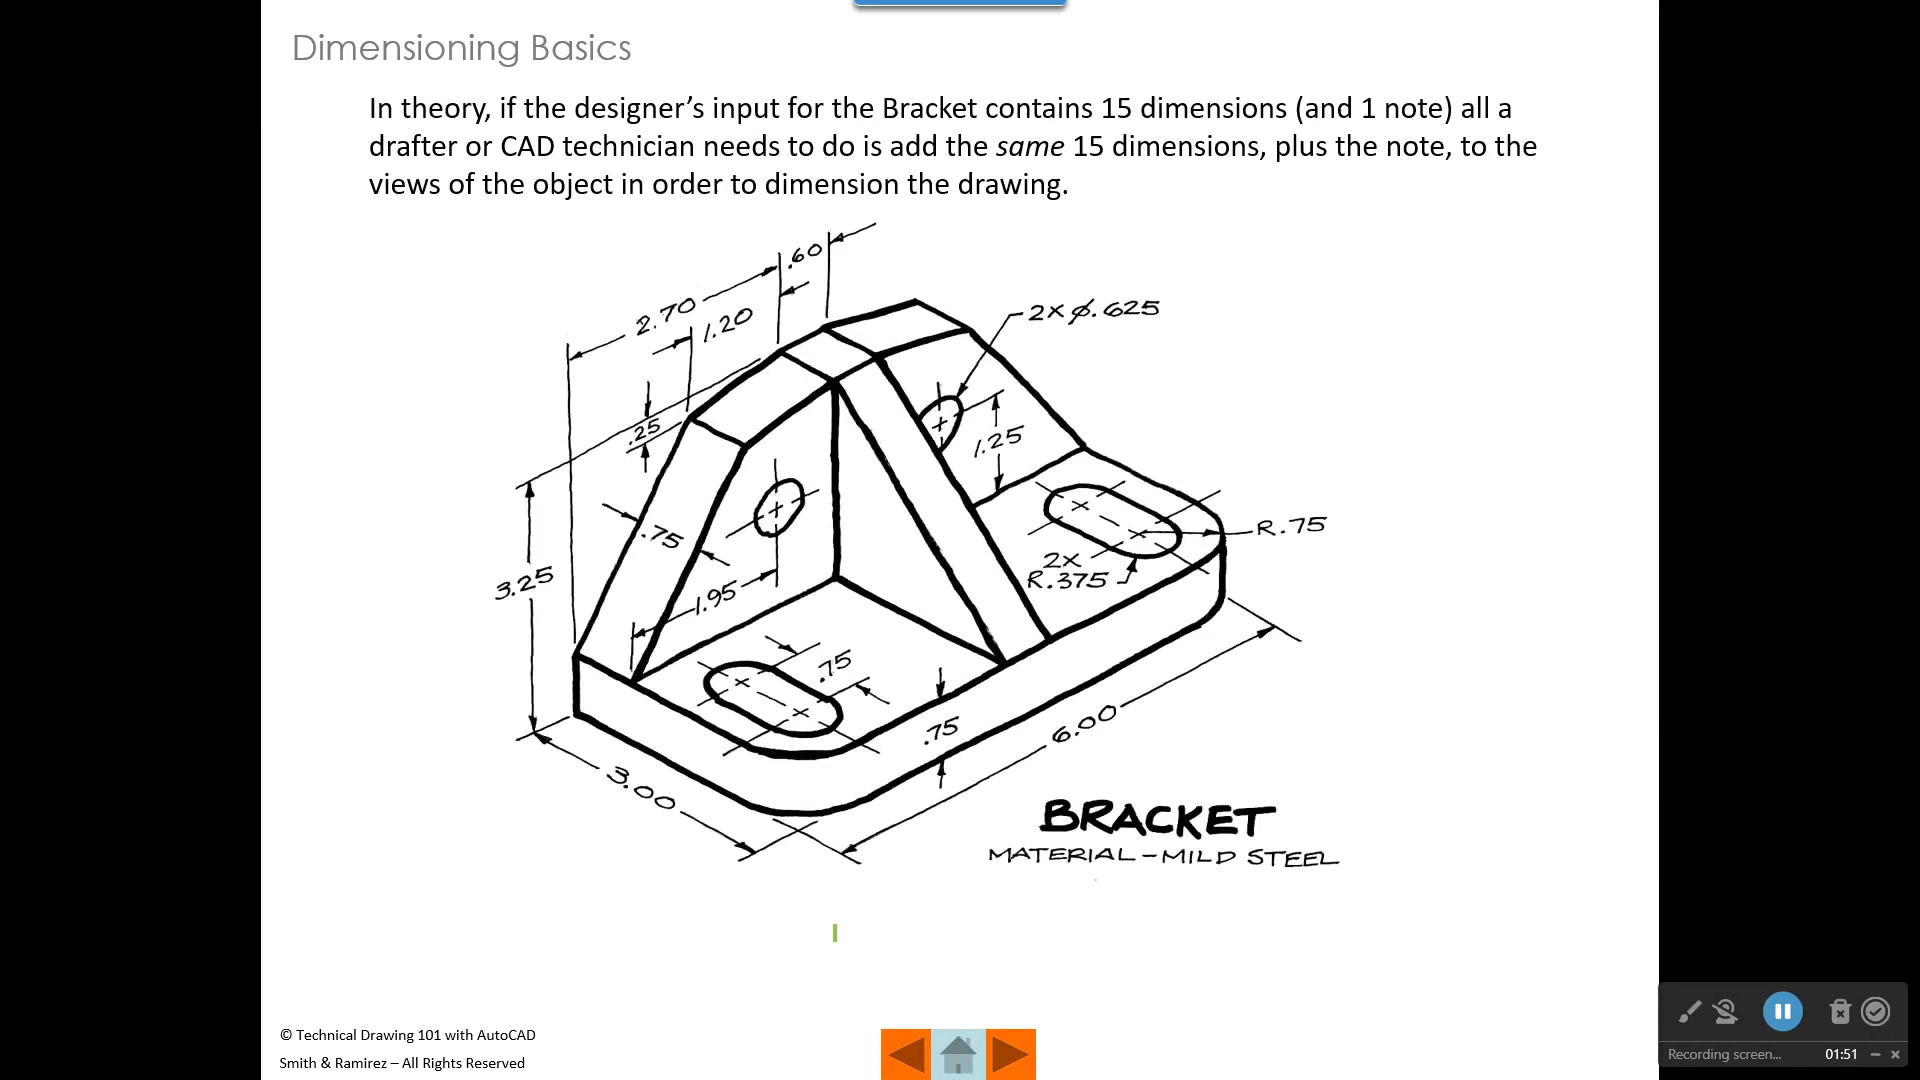 Dimensioning Basics
In theory, if the designer’s input for the Bracket contains 15 dimensions (and 1 note) all a
drafter or CAD technician needs to do is add the same 15 dimensions, plus the note, to the
views of the object in order to dimension the drawing.
.60
2.70
1.20
2X Ø.625
.25
1.25
.75
R.75
3.25
2X
R.375
1.95
.75
.75
6.00
3.00
BRACKET
MATERIAL – MILD STEEL
© Technical Drawing 101 with AutoCAD
Smith & Ramirez – All Rights Reserved
Recording screen... 01:51